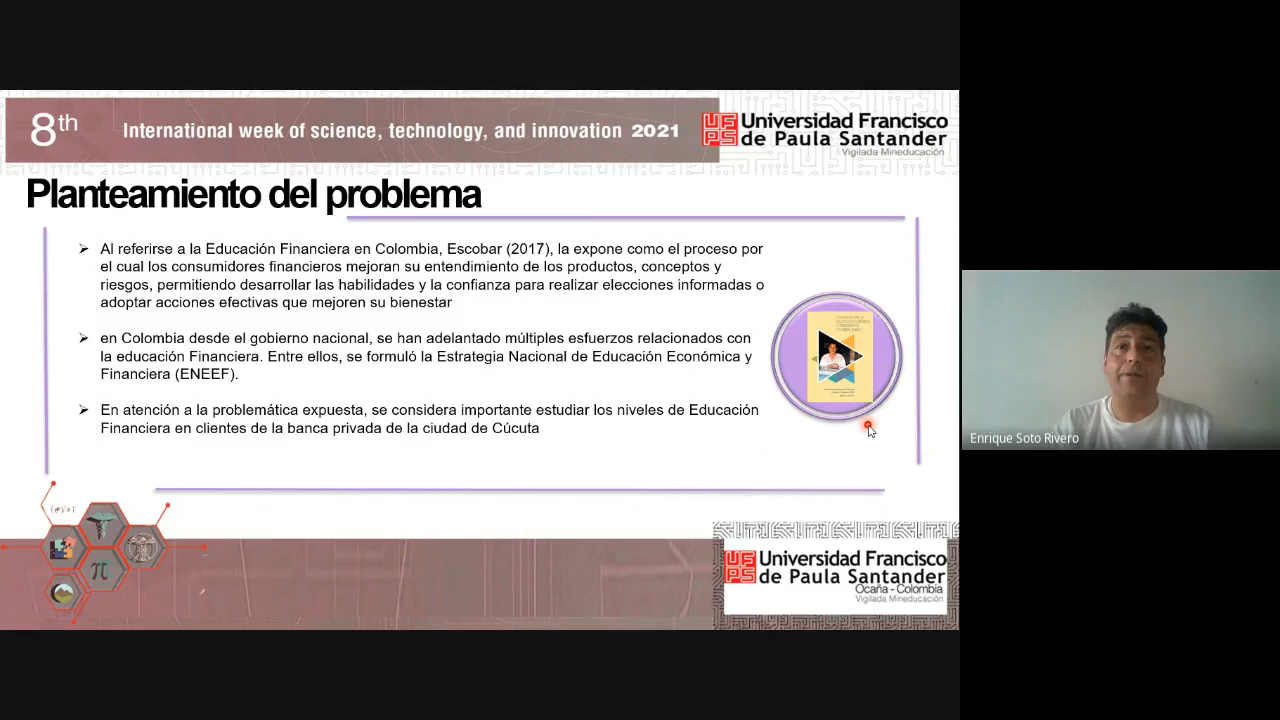 8th
International week of science, technology, and innovation 2021
Universidad Francisco
de Paula Santander
Vigilada Mineducación
Planteamiento del problema
Al referirse a la Educación Financiera en Colombia, Escobar (2017), la expone como el proceso por
el cual los consumidores financieros mejoran su entendimiento de los productos, conceptos y
riesgos, permitiendo desarrollar las habilidades y la confianza para realizar elecciones informadas o
adoptar acciones efectivas que mejoren su bienestar
en Colombia desde el gobierno nacional, se han adelantado múltiples esfuerzos relacionados con
la educación Financiera. Entre ellos, se formuló la Estrategia Nacional de Educación Económica y
Financiera (ENEEF).
En atención a la problemática expuesta, se considera importante estudiar los niveles de Educación
Financiera en clientes de la banca privada de la ciudad de Cúcuta
Enrique Soto Rivero
UFPS
Universidad Francisco
de Paula Santander
Ocaña - Colombia
Vigilada Mineducación
π